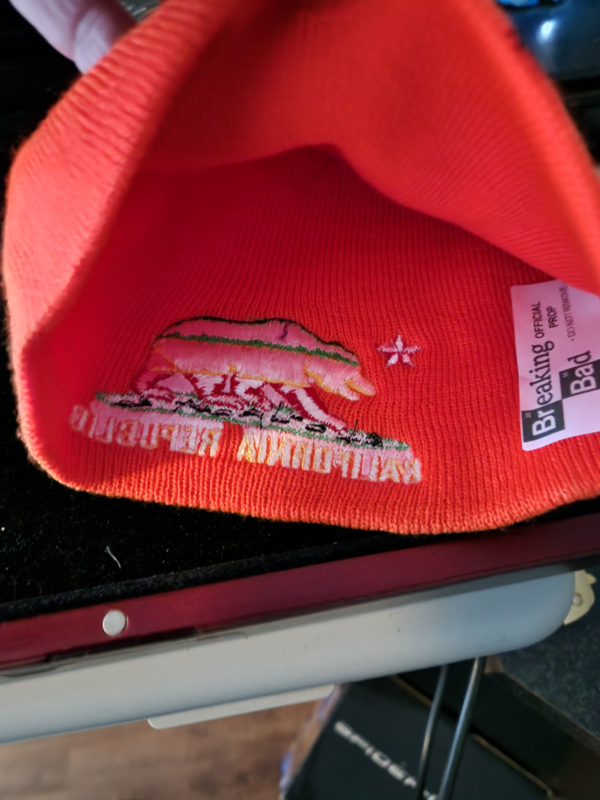 CALIFORNIA REPUBLIC
Breaking
Bad
OFFICIAL
PROP
- DO NOT REMOVE -